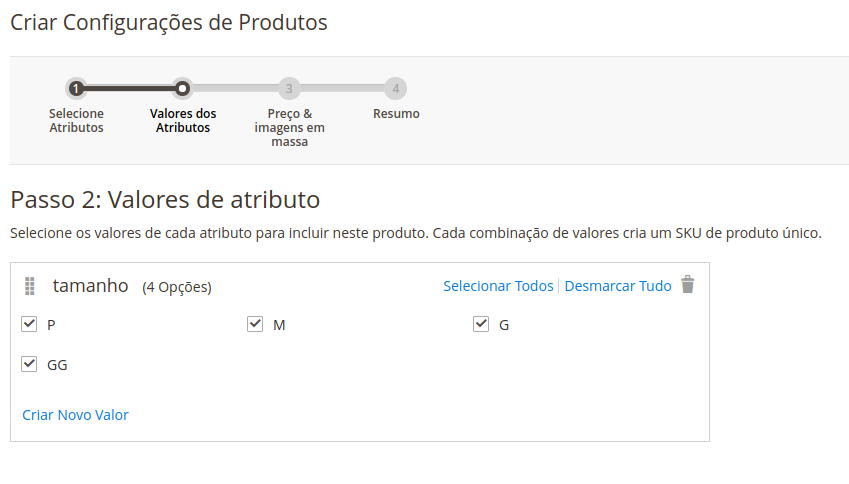 Criar Configurações de Produtos
1 3 4
Selecione Valores dos Preço & Resumo
Atributos Atributos imagens em
massa
Passo 2: Valores de atributo
Selecione os valores de cada atributo para incluir neste produto. Cada combinação de valores cria um SKU de produto único.
tamanho (4 Opções) Selecionar Todos | Desmarcar Tudo
P M G
GG
Criar Novo Valor